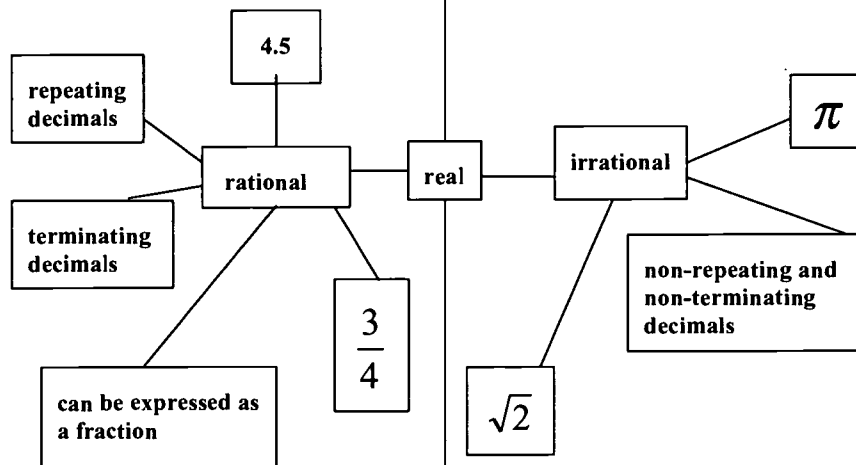 4.5
repeating
decimals
rational
terminating
decimals
3
4
can be expressed as
a fraction
real
irrational
π
non-repeating and
non-terminating
decimals
√2